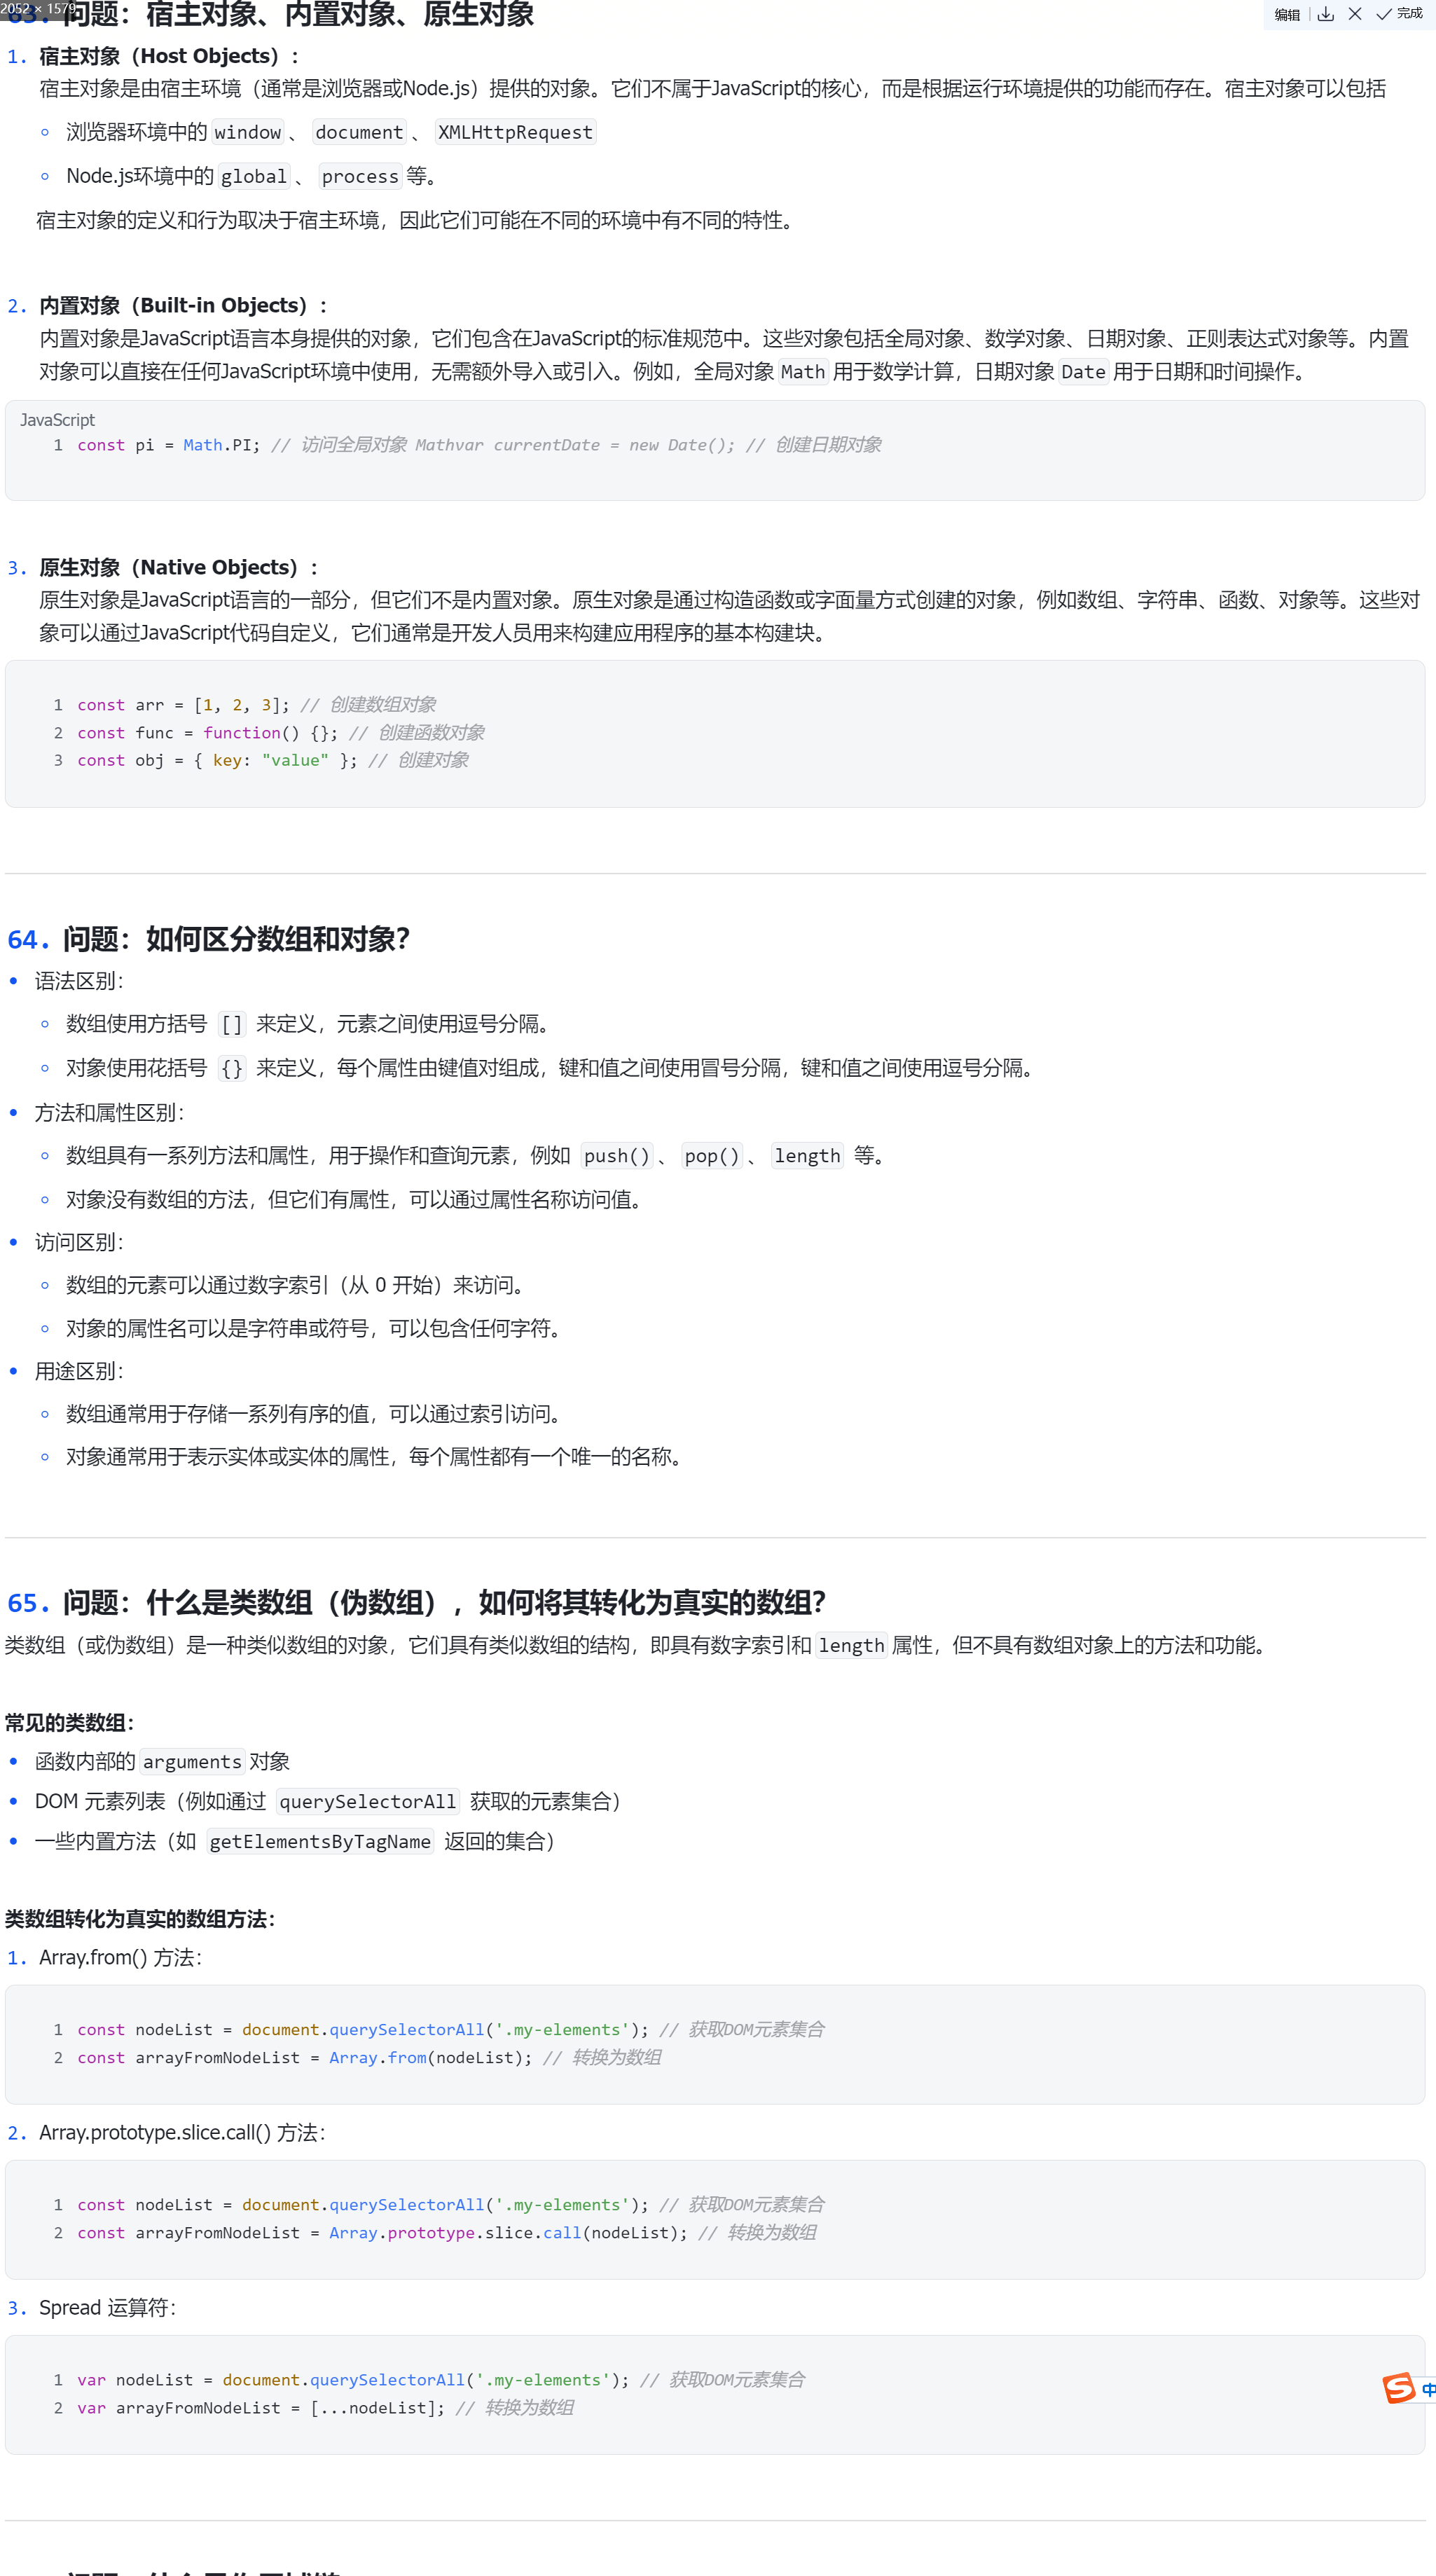 2052 × 1579
63. 问题：宿主对象、内置对象、原生对象
编辑
完成
1. 宿主对象（Host Objects）：
宿主对象是由宿主环境（通常是浏览器或Node.js）提供的对象。它们不属于JavaScript的核心，而是根据运行环境提供的功能而存在。宿主对象可以包括
浏览器环境中的 window 、 document 、 XMLHttpRequest
Node.js环境中的 global 、 process 等。
宿主对象的定义和行为取决于宿主环境，因此它们可能在不同的环境中有不同的特性。
2. 内置对象（Built-in Objects）：
内置对象是JavaScript语言本身提供的对象，它们包含在JavaScript的标准规范中。这些对象包括全局对象、数学对象、日期对象、正则表达式对象等。内置
对象可以直接在任何JavaScript环境中使用，无需额外导入或引入。例如，全局对象 Math 用于数学计算，日期对象 Date 用于日期和时间操作。
JavaScript
1 const pi = Math.PI; // 访问全局对象 Mathvar currentDate = new Date(); // 创建日期对象
3. 原生对象（Native Objects）：
原生对象是JavaScript语言的一部分，但它们不是内置对象。原生对象是通过构造函数或字面量方式创建的对象，例如数组、字符串、函数、对象等。这些对
象可以通过JavaScript代码自定义，它们通常是开发人员用来构建应用程序的基本构建块。
1 const arr = [1, 2, 3]; // 创建数组对象
2 const func = function() {}; // 创建函数对象
3 const obj = { key: "value" }; // 创建对象
64. 问题：如何区分数组和对象？
语法区别：
数组使用方括号 [] 来定义，元素之间使用逗号分隔。
对象使用花括号 {} 来定义，每个属性由键值对组成，键和值之间使用冒号分隔，键和值之间使用逗号分隔。
方法和属性区别：
数组具有一系列方法和属性，用于操作和查询元素，例如 push() 、 pop() 、 length 等。
对象没有数组的方法，但它们有属性，可以通过属性名称访问值。
访问区别：
数组的元素可以通过数字索引（从 0 开始）来访问。
对象的属性名可以是字符串或符号，可以包含任何字符。
用途区别：
数组通常用于存储一系列有序的值，可以通过索引访问。
对象通常用于表示实体或实体的属性，每个属性都有一个唯一的名称。
65. 问题：什么是类数组（伪数组），如何将其转化为真实的数组？
类数组（或伪数组）是一种类似数组的对象，它们具有类似数组的结构，即具有数字索引和 length 属性，但不具有数组对象上的方法和功能。
常见的类数组：
函数内部的 arguments 对象
DOM 元素列表（例如通过 querySelectorAll 获取的元素集合）
一些内置方法（如 getElementsByTagName 返回的集合）
类数组转化为真实的数组方法：
1. Array.from() 方法：
1 const nodeList = document.querySelectorAll('.my-elements'); // 获取DOM元素集合
2 const arrayFromNodeList = Array.from(nodeList); // 转换为数组
2. Array.prototype.slice.call() 方法：
1 const nodeList = document.querySelectorAll('.my-elements'); // 获取DOM元素集合
2 const arrayFromNodeList = Array.prototype.slice.call(nodeList); // 转换为数组
3. Spread 运算符：
1 var nodeList = document.querySelectorAll('.my-elements'); // 获取DOM元素集合
中
2 var arrayFromNodeList = [...nodeList]; // 转换为数组